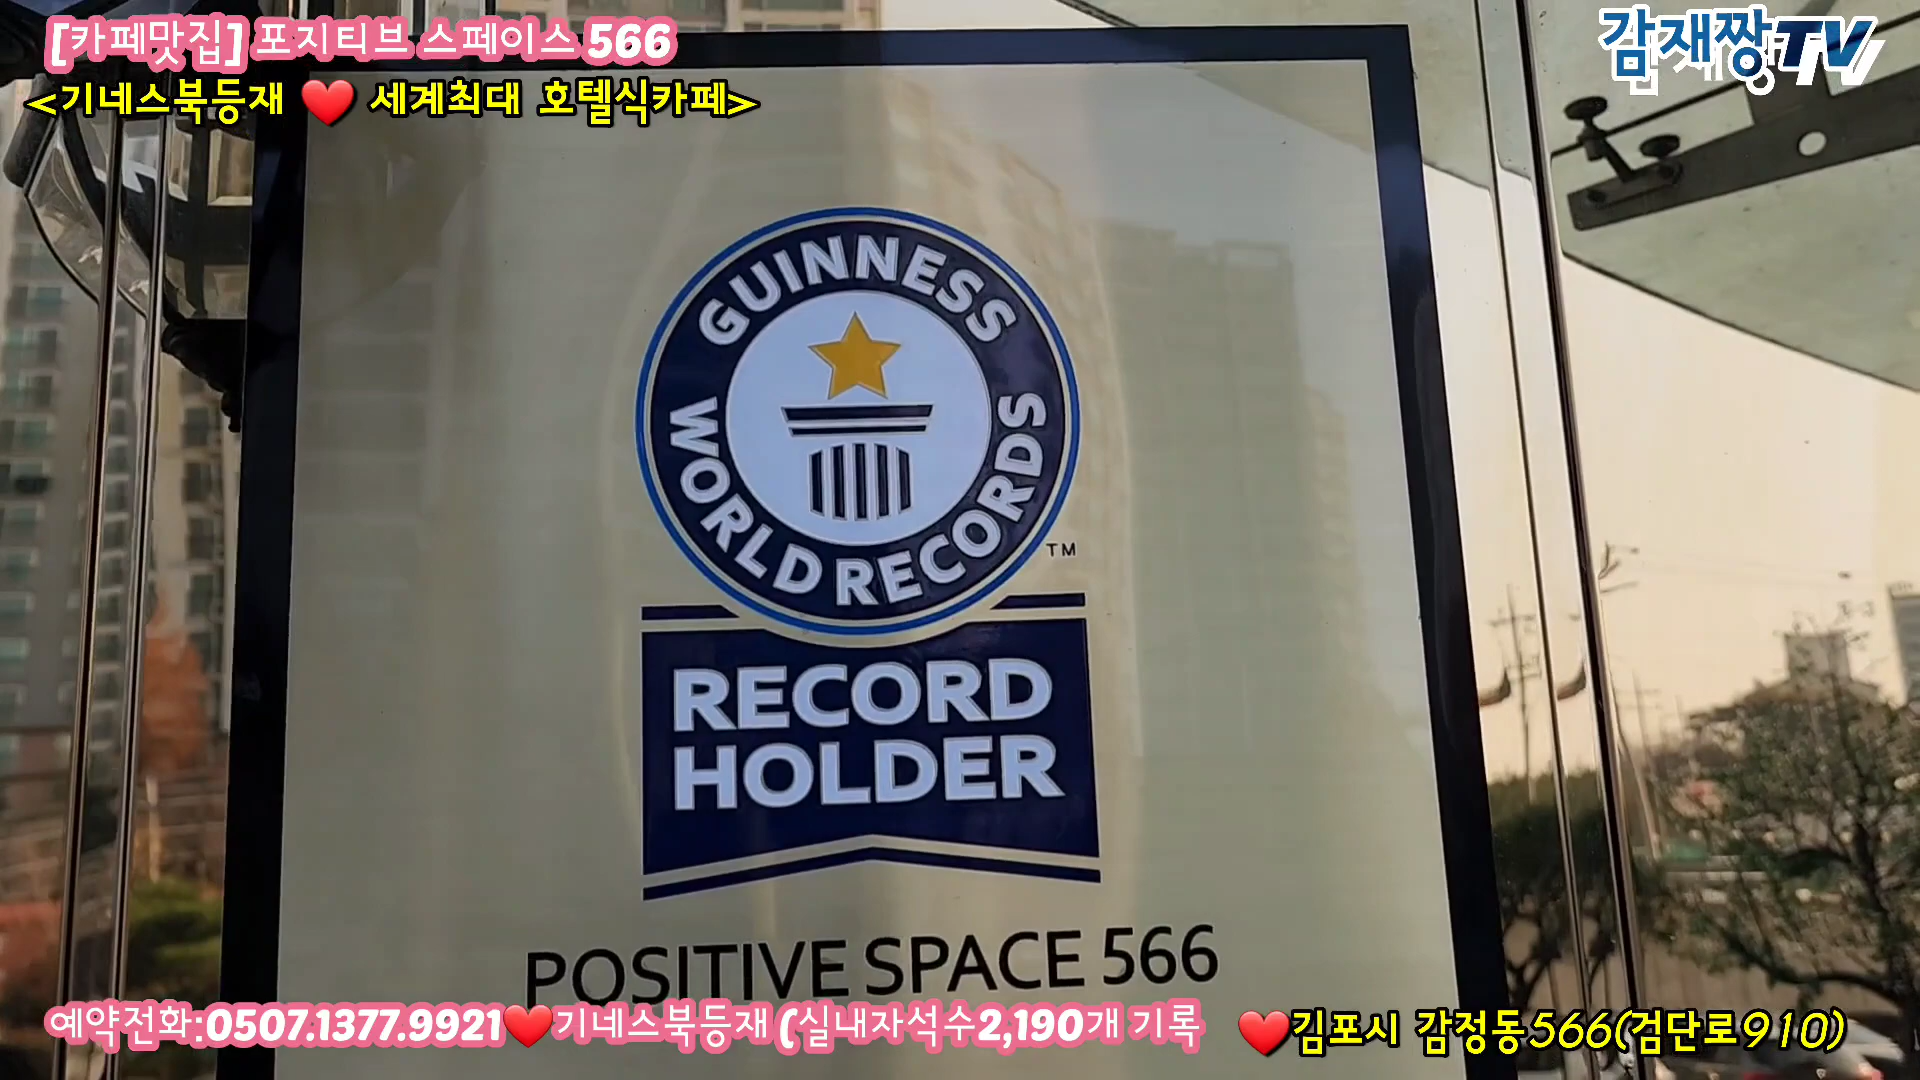 [카페맛집] 포지티브 스페이스 566
<기네스북등재 ❤️ 세계최대 호텔식카페>
감재짱TV
GUINNESS
WORLD RECORDS
TM
RECORD
HOLDER
POSITIVE SPACE 566
예약전화:0507.1377.9921❤️기네스북등재 (실내자석수2,190개 기록
❤️김포시 감정동566(검단로910)